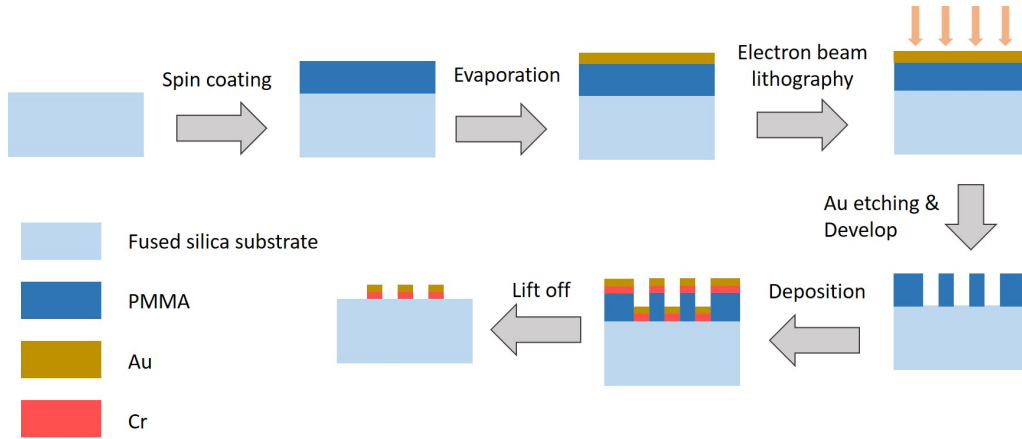 Spin coating
Evaporation
Electron beam
lithography
Au etching &
Develop
Deposition
Lift off
Fused silica substrate
PMMA
Au
Cr